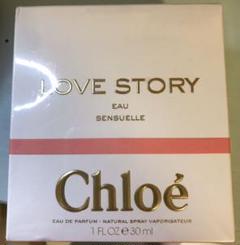 LOVE STORY
EAU
SENSUELLE
Chloé
EAU DE PARFUM - NATURAL SPRAY VAPORISATEUR
1 FL OZ ℮ 30 ml